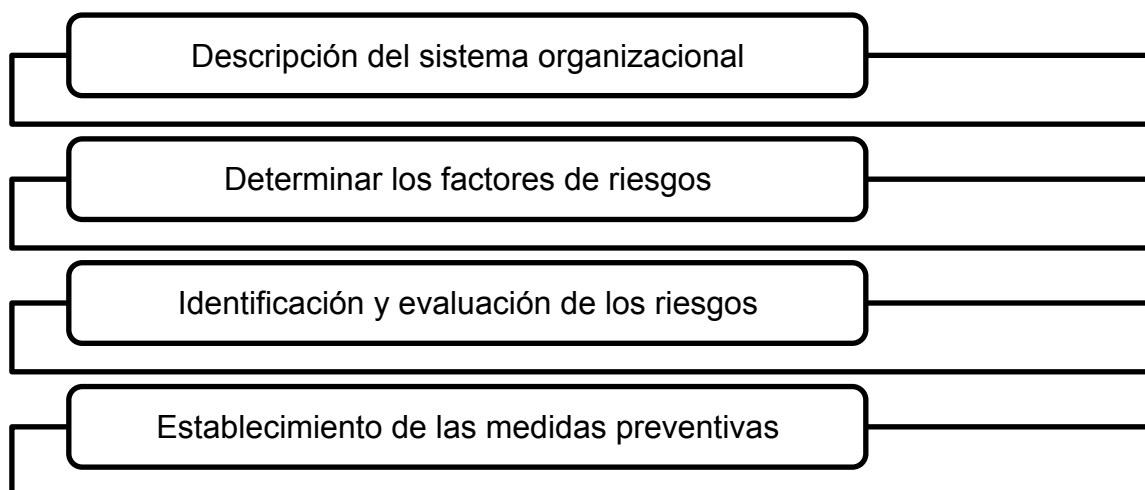 Descripción del sistema organizacional
Determinar los factores de riesgos
Identificación y evaluación de los riesgos
Establecimiento de las medidas preventivas